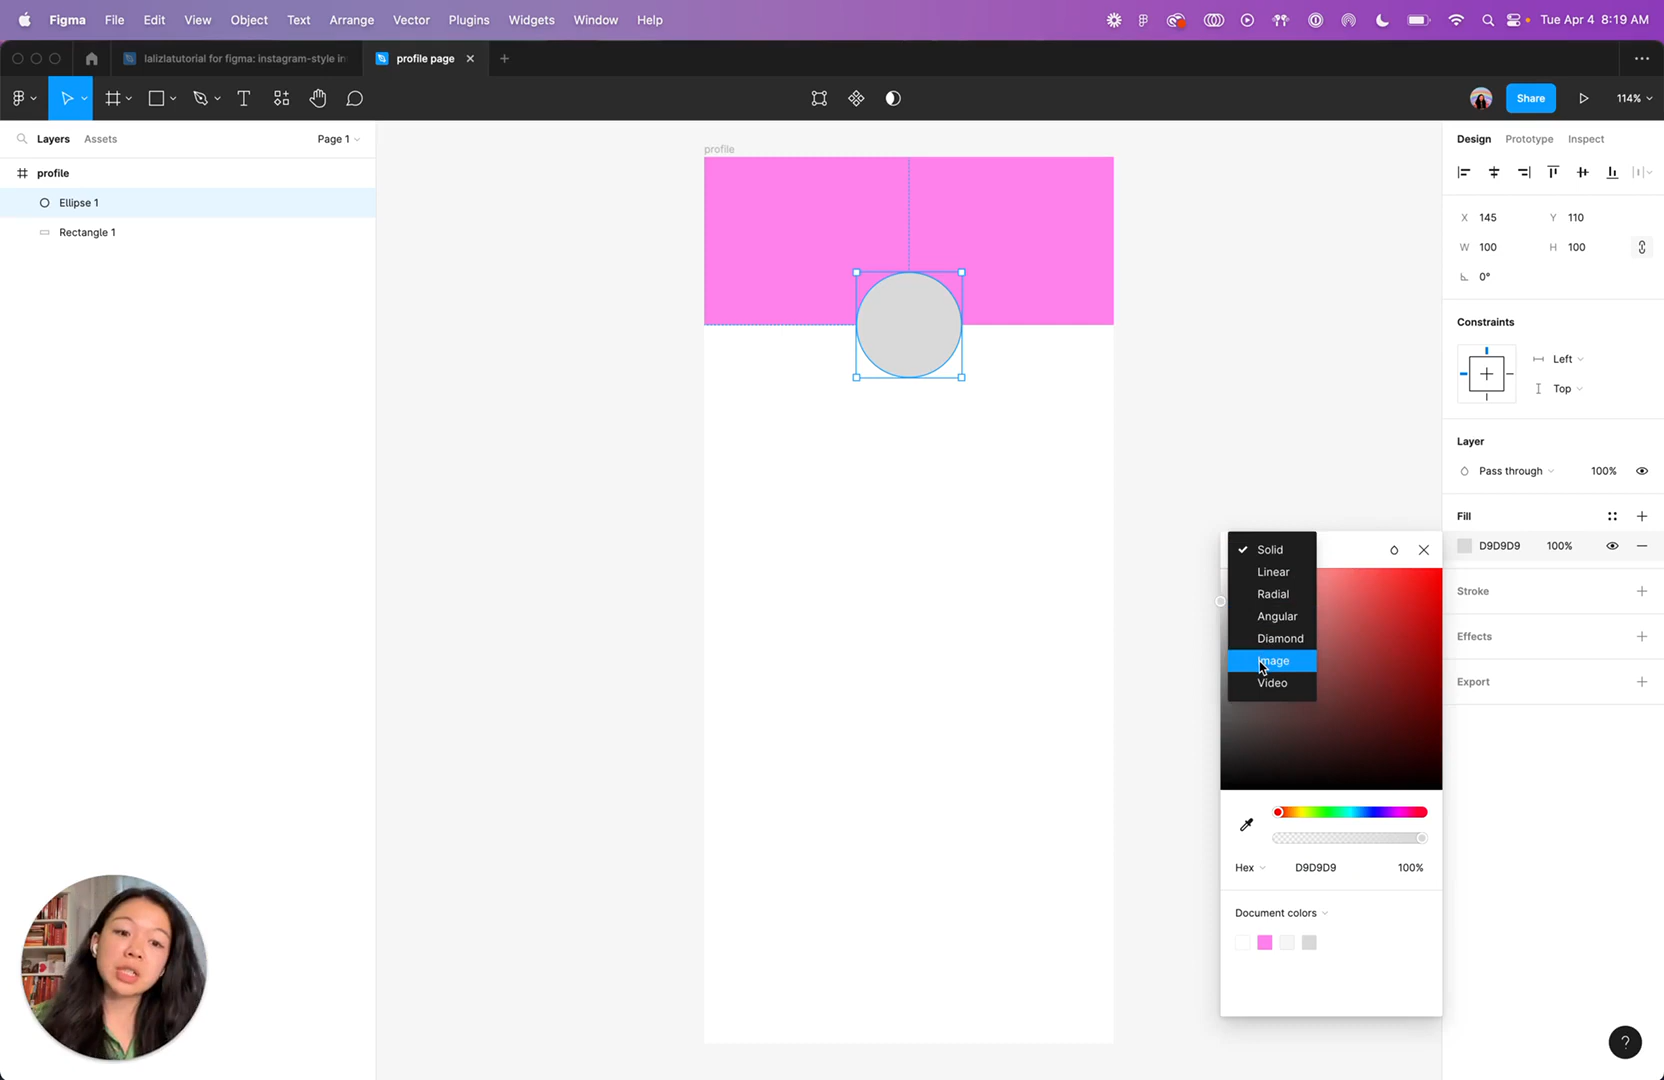 Figma File Edit View Object Text Arrange Vector Plugins Widgets Window Help Tue Apr 4 8:19 AM
lalizlatutorial for figma: instagram-style in profile page
Share 114%
Layers Assets Page 1
profile
Ellipse 1
Rectangle 1
profile
Design Prototype Inspect
X 145 Y 110
W 100 H 100
0°
Constraints
Left
Top
Layer
Pass through 100%
Fill
D9D9D9 100%
Stroke
Effects
Export
Solid
Linear
Radial
Angular
Diamond
Image
Video
Hex D9D9D9 100%
Document colors
?